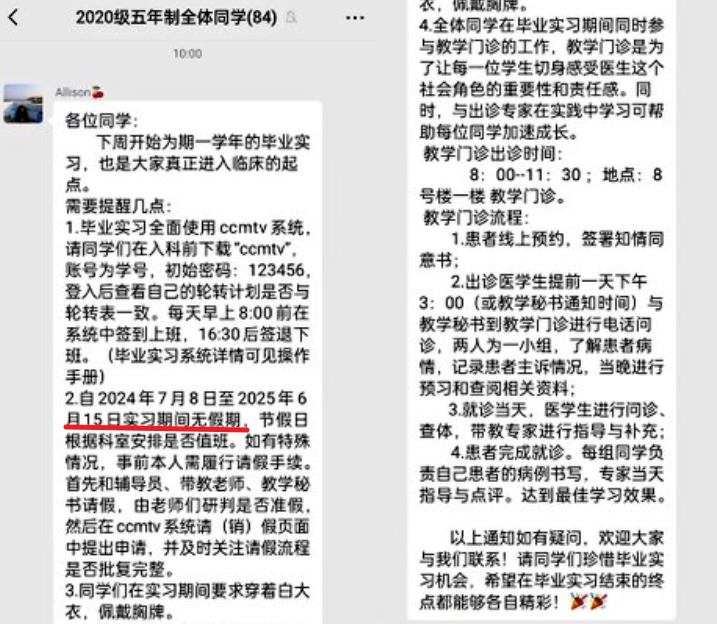 2020级五年制全体同学(84)
10:00
Allison🍒
各位同学：
下周开始为期一学年的毕业实
习，也是大家真正进入临床的起
点。
需要提醒几点：
1.毕业实习全面使用ccmtv系统，
请同学们在入科前下载"ccmtv"，
账号为学号，初始密码：123456，
登入后查看自己的轮转计划是否与
轮转表一致。每天早上8:00前在
系统中签到上班，16:30后签退下
班。（毕业实习系统详情可见操作
手册）
2.自2024年7月8日至2025年6
月15日实习期间无假期，节假日
根据科室安排是否值班。如有特殊
情况，事前本人需履行请假手续。
首先和辅导员、带教老师、教学秘
书请假，由老师们研判是否准假，
然后在ccmtv系统请（销）假页面
中提出申请，并及时关注请假流程
是否批复完整。
3.同学们在实习期间要求穿着白大
衣，佩戴胸牌。
衣，佩戴胸牌。
4.全体同学在毕业实习期间同时参
与教学门诊的工作，教学门诊是为
了让每一位学生切身感受医生这个
社会角色的重要性和责任感。同
时，与出诊专家在实践中学习可帮
助每位同学加速成长。
教学门诊出诊时间：
8：00--11：30；地点：8
号楼一楼 教学门诊。
教学门诊流程：
1.患者线上预约，签署知情同
意书；
2.出诊医学生提前一天下午
3：00（或教学秘书通知时间）与
教学秘书到教学门诊进行电话问
诊，两人为一小组，了解患者病
情，记录患者主诉情况，当晚进行
预习和查阅相关资料；
3.就诊当天，医学生进行问诊、
查体，带教专家进行指导与补充；
4.患者完成就诊。每组同学负
责自己患者的病例书写，专家当天
指导与点评。达到最佳学习效果。
以上通知如有疑问，欢迎大家
与我们联系！请同学们珍惜毕业实
习机会，希望在毕业实习结束的终
点都能够各自精彩！🎉🎉